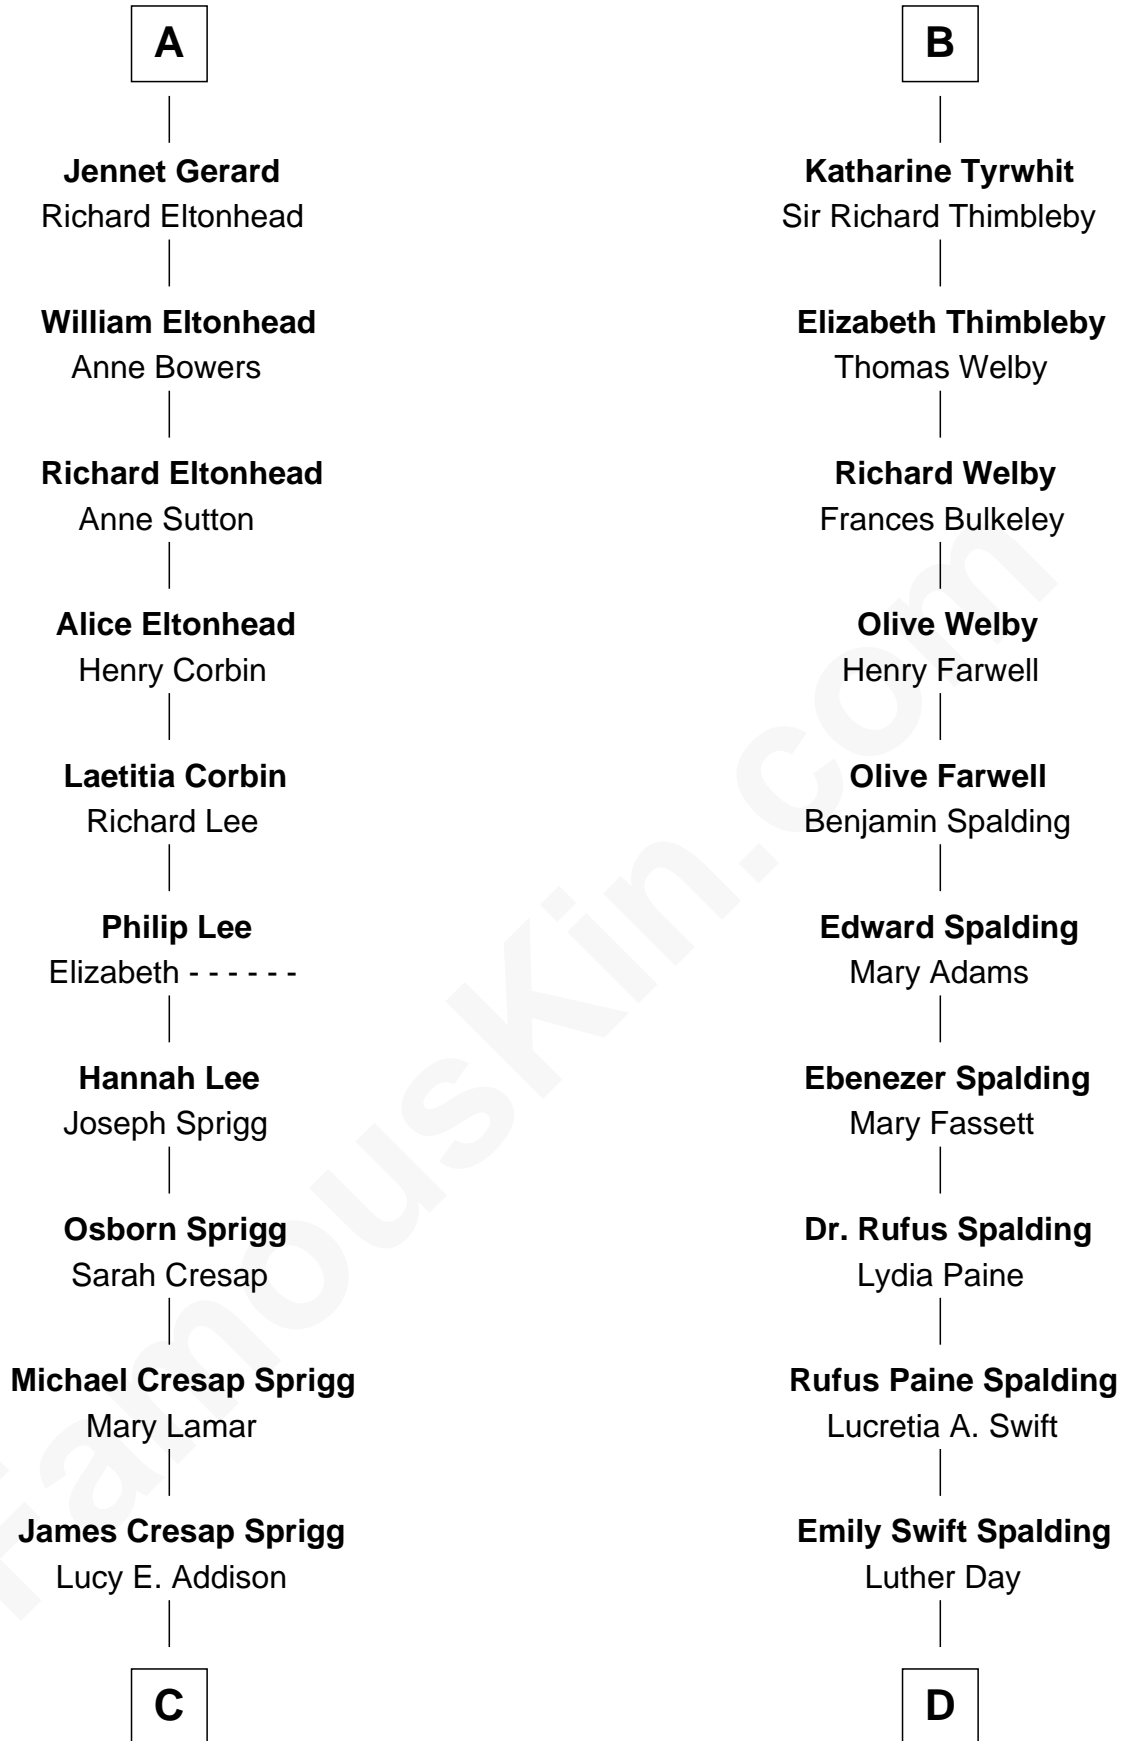 A
Jennet Gerard
Richard Eltonhead
William Eltonhead
Anne Bowers
Richard Eltonhead
Anne Sutton
Alice Eltonhead
Henry Corbin
Laetitia Corbin
Richard Lee
Philip Lee
Elizabeth - - - - - -
Hannah Lee
Joseph Sprigg
Osborn Sprigg
Sarah Cresap
Michael Cresap Sprigg
Mary Lamar
James Cresap Sprigg
Lucy E. Addison
C
B
Katharine Tyrwhit
Sir Richard Thimbleby
Elizabeth Thimbleby
Thomas Welby
Richard Welby
Frances Bulkeley
Olive Welby
Henry Farwell
Olive Farwell
Benjamin Spalding
Edward Spalding
Mary Adams
Ebenezer Spalding
Mary Fassett
Dr. Rufus Spalding
Lydia Paine
Rufus Paine Spalding
Lucretia A. Swift
Emily Swift Spalding
Luther Day
D
FamousKin.com